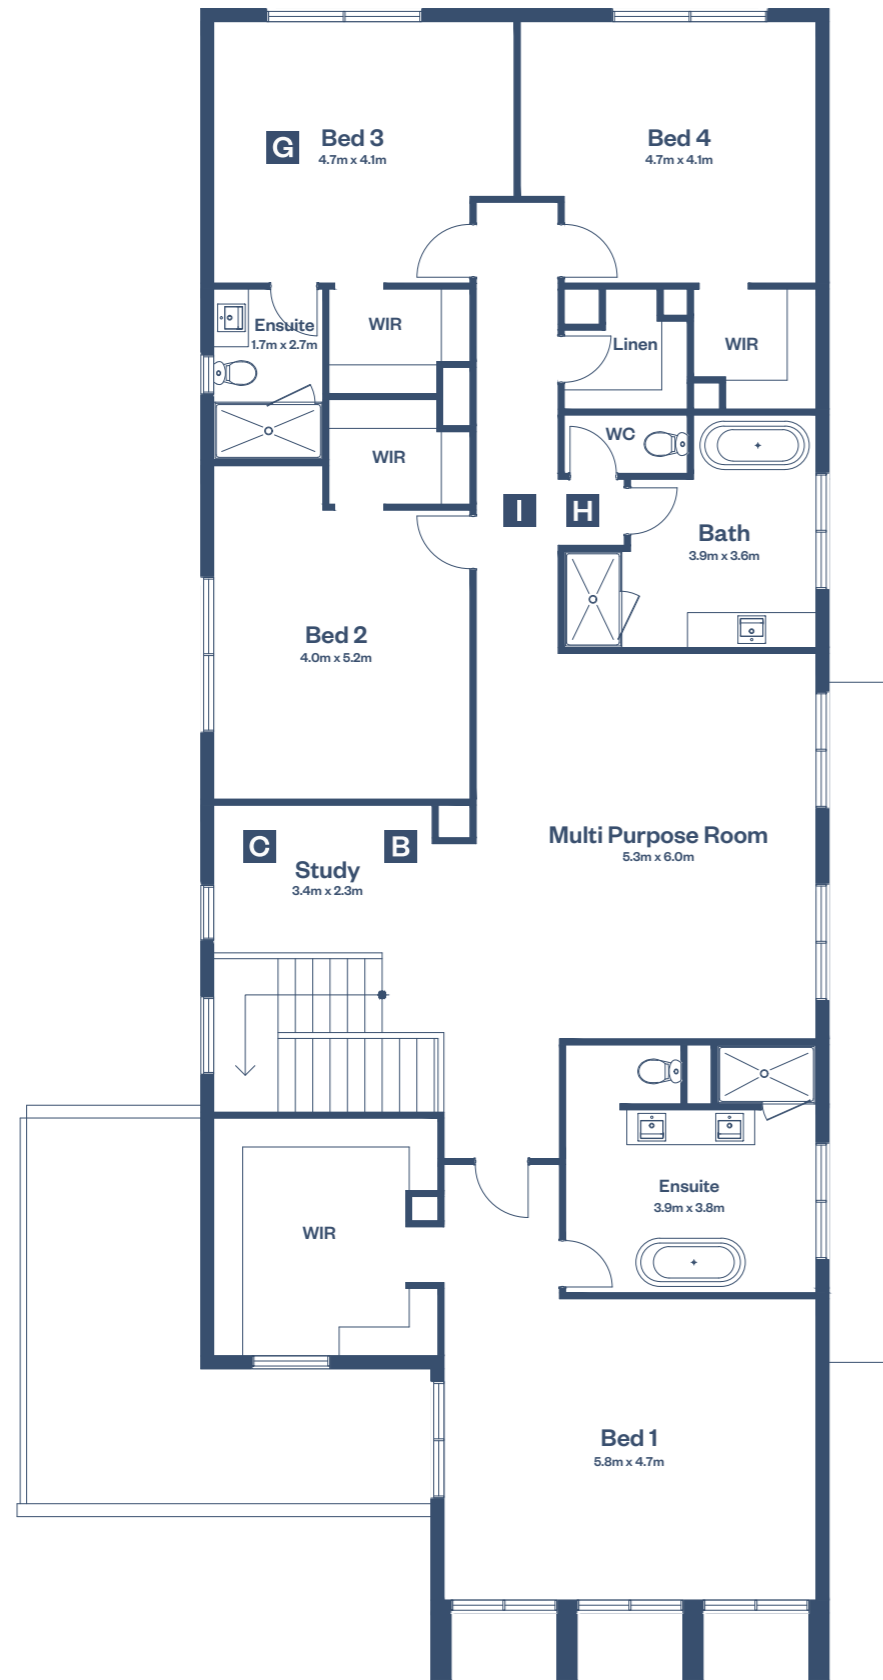 G
Bed 3
4.7m x 4.1m
Bed 4
4.7m x 4.1m
Ensuite
1.7m x 2.7m
WIR
Linen
WIR
WC
WIR
I
H
Bath
3.9m x 3.6m
Bed 2
4.0m x 5.2m
C
B
Study
3.4m x 2.3m
Multi Purpose Room
5.3m x 6.0m
Ensuite
3.9m x 3.8m
WIR
Bed 1
5.8m x 4.7m